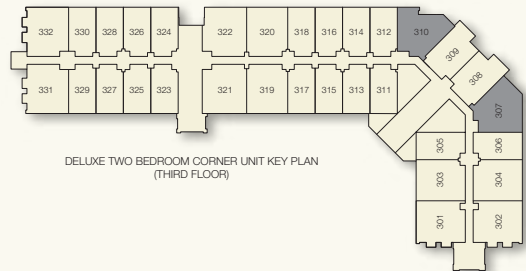 332 330 328 326 324 322 320 318 316 314 312 310
309
308
331 329 327 325 323 321 319 317 315 313 311
307
305 306
303 304
301 302
DELUXE TWO BEDROOM CORNER UNIT KEY PLAN
(THIRD FLOOR)